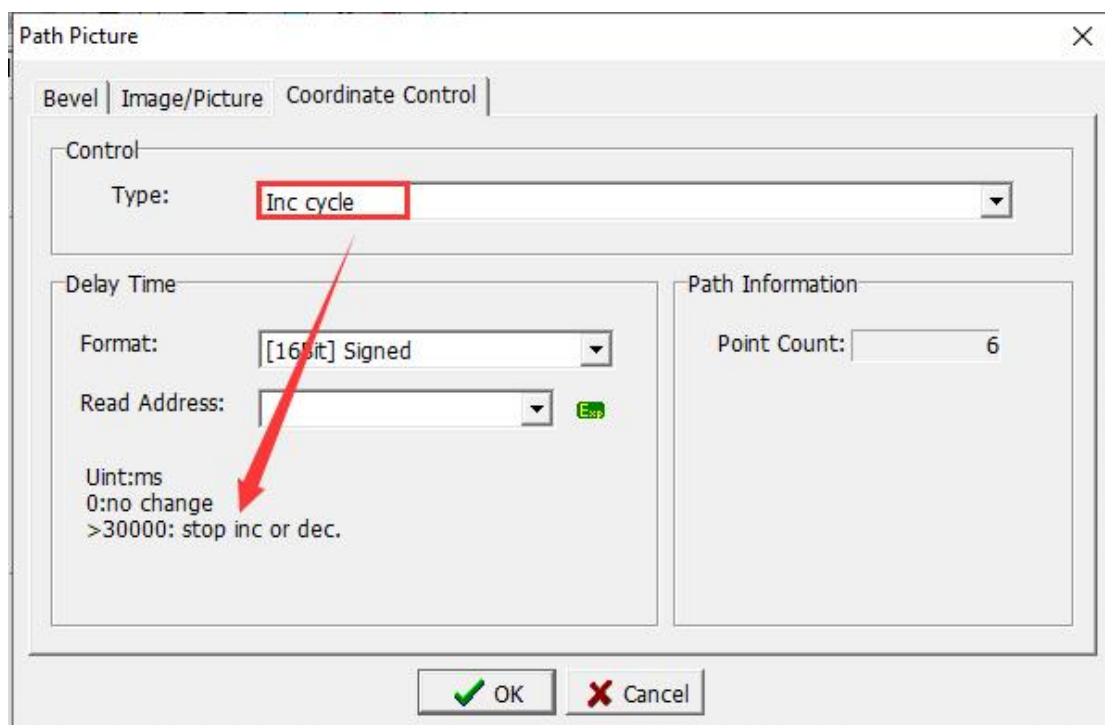 Path Picture
Bevel Image/Picture Coordinate Control
Control
Type: Inc cycle
Delay Time
Format: [16Bit] Signed
Read Address: Exp
Uint:ms
0:no change
>30000: stop inc or dec.
Path Information
Point Count: 6
OK Cancel